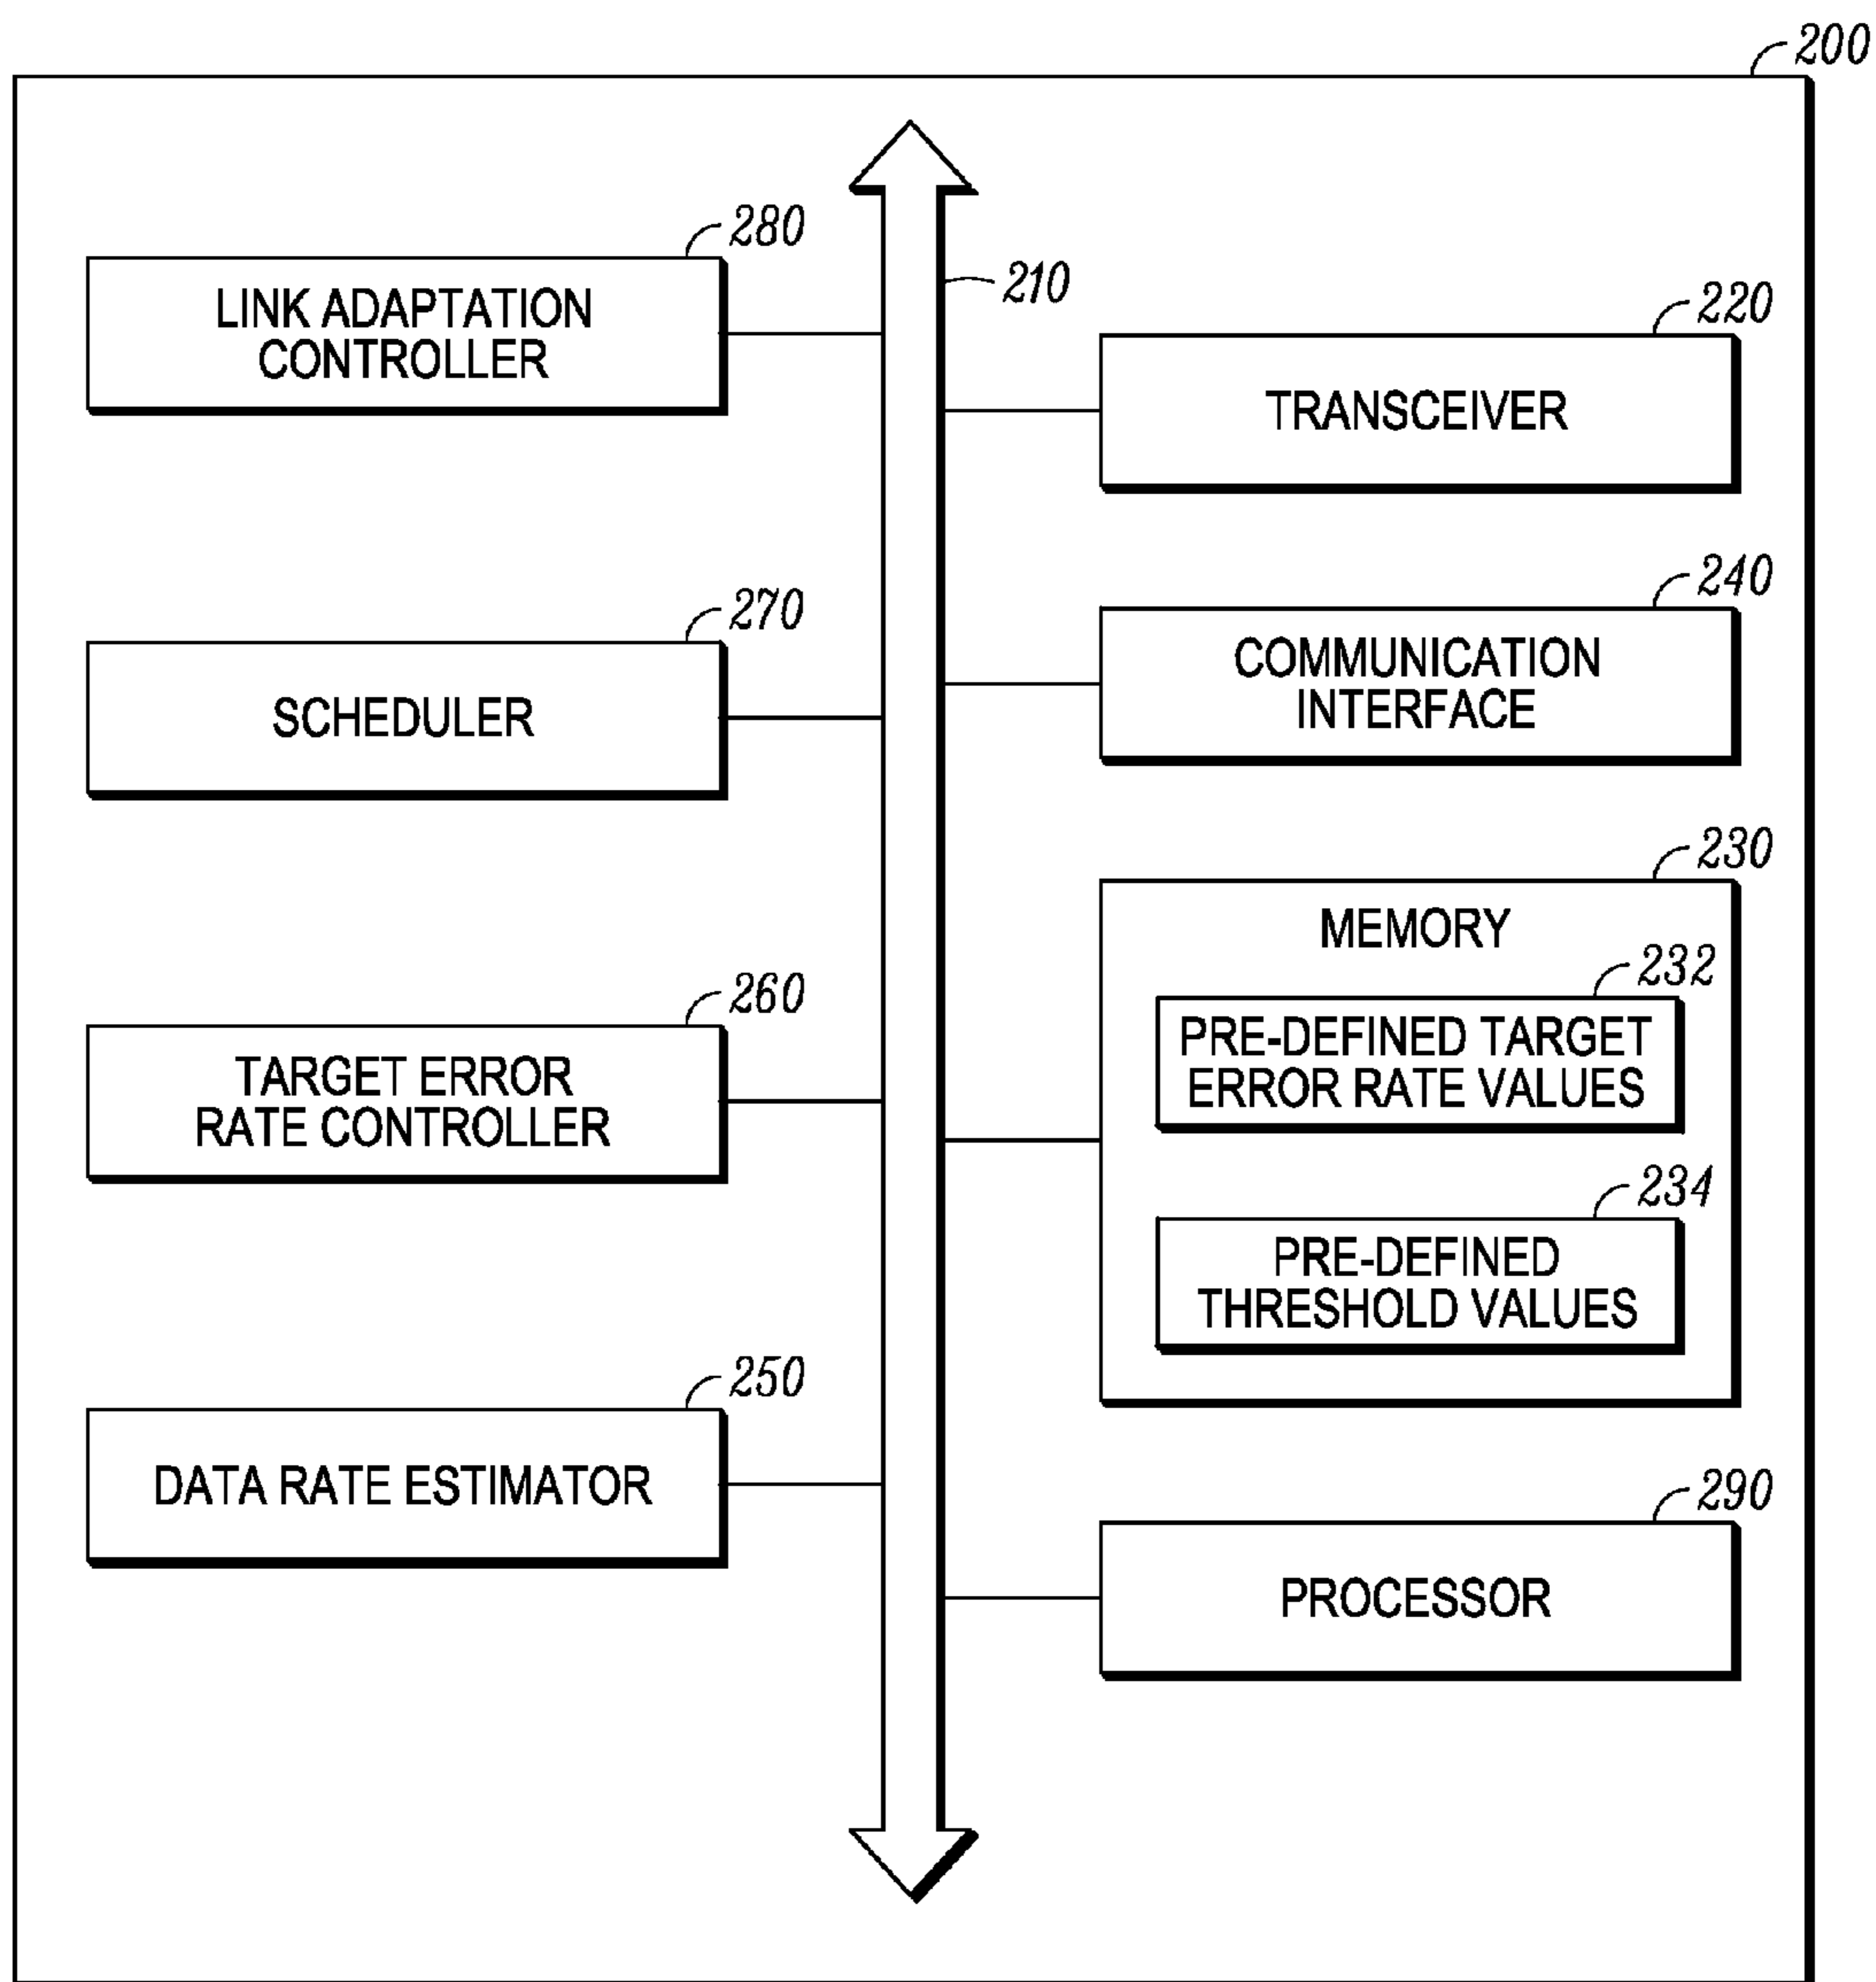 200
280
LINK ADAPTATION
CONTROLLER
210
220
TRANSCEIVER
270
SCHEDULER
240
COMMUNICATION
INTERFACE
230
MEMORY
232
PRE-DEFINED TARGET
ERROR RATE VALUES
234
PRE-DEFINED
THRESHOLD VALUES
260
TARGET ERROR
RATE CONTROLLER
250
DATA RATE ESTIMATOR
290
PROCESSOR